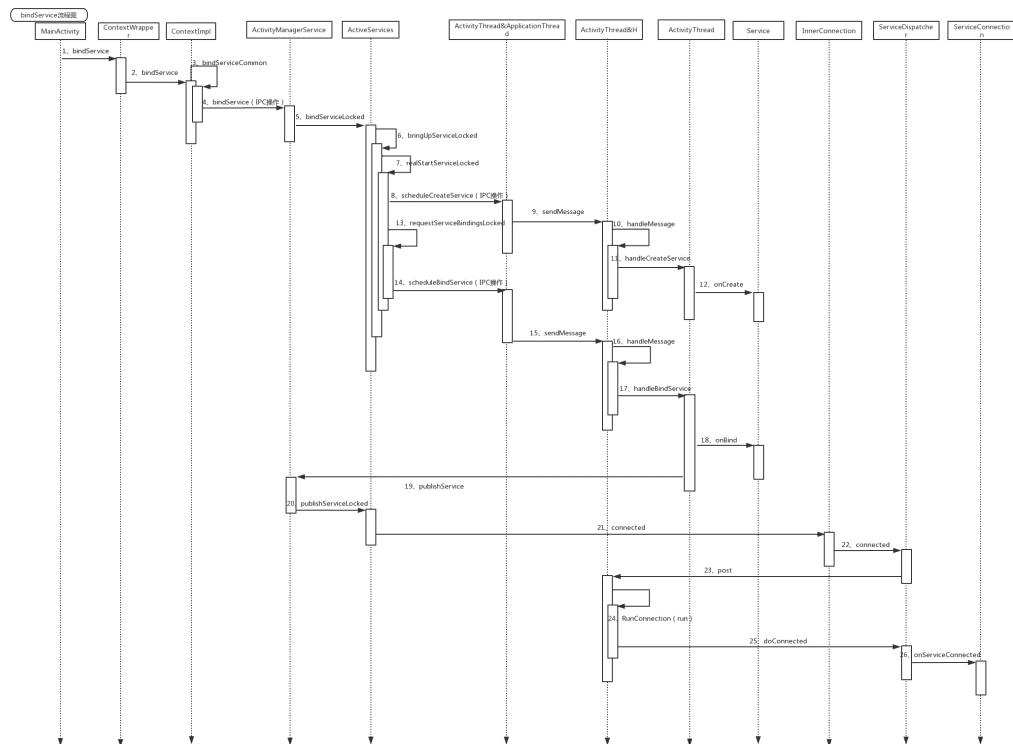 bindService流程图
MainActivity
ContextWrappe
r
ContextImpl
ActivityManagerService
ActiveServices
ActivityThread&ApplicationThrea
d
ActivityThread&H
ActivityThread
Service
InnerConnection
ServiceDispatche
r
ServiceConnectio
n
1、bindService
2、bindService
3、bindServiceCommon
4、bindService（IPC操作）
5、bindServiceLocked
6、bringUpServiceLocked
7、realStartServiceLocked
8、scheduleCreateService（IPC操作）
9、sendMessage
13、requestServiceBindingsLocked
10、handleMessage
11、handleCreateService
14、scheduleBindService（IPC操作）
12、onCreate
15、sendMessage
16、handleMessage
17、handleBindService
18、onBind
19、publishService
20、publishServiceLocked
21、connected
22、connected
23、post
24、RunConnection（run）
25、doConnected
26、onServiceConnected